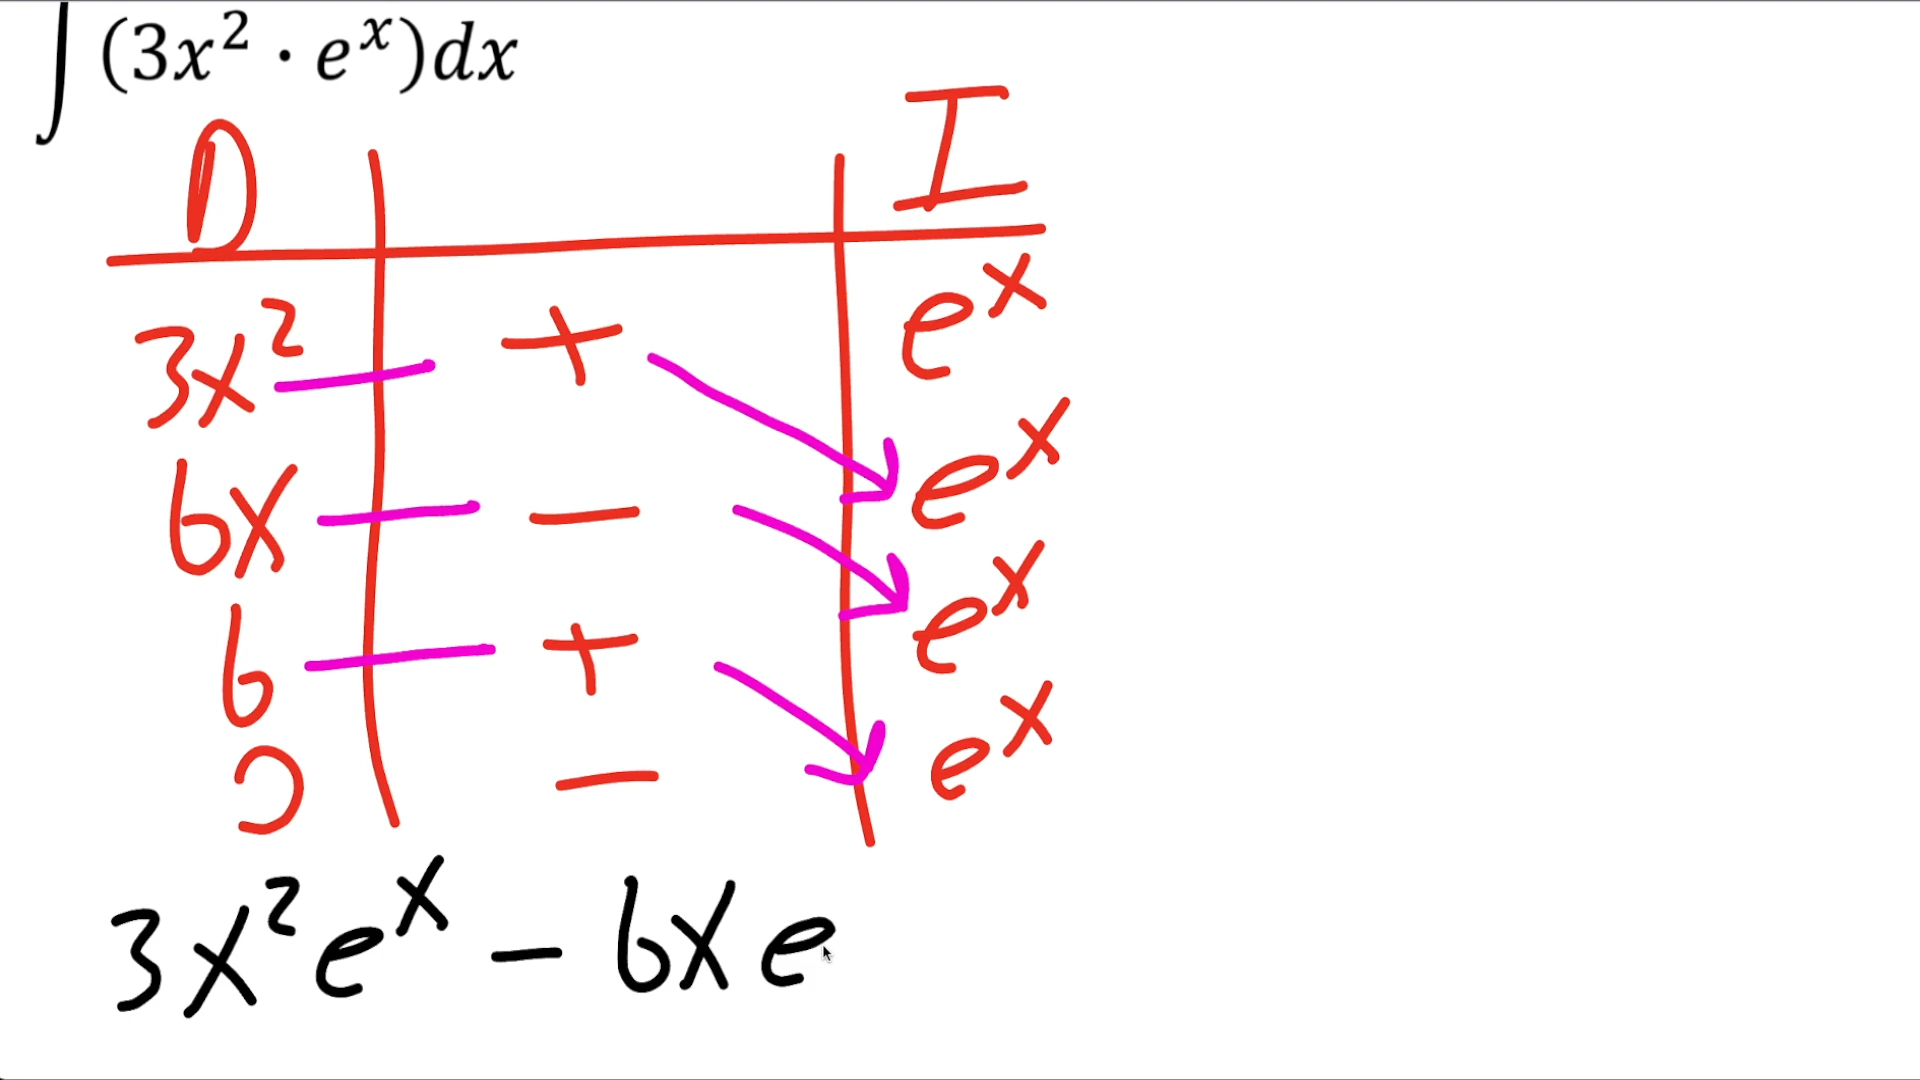 ∫(3x² · eˣ)dx
D I
3x² + eˣ
6x − eˣ
6 + eˣ
0 − eˣ
3x²eˣ − 6xe